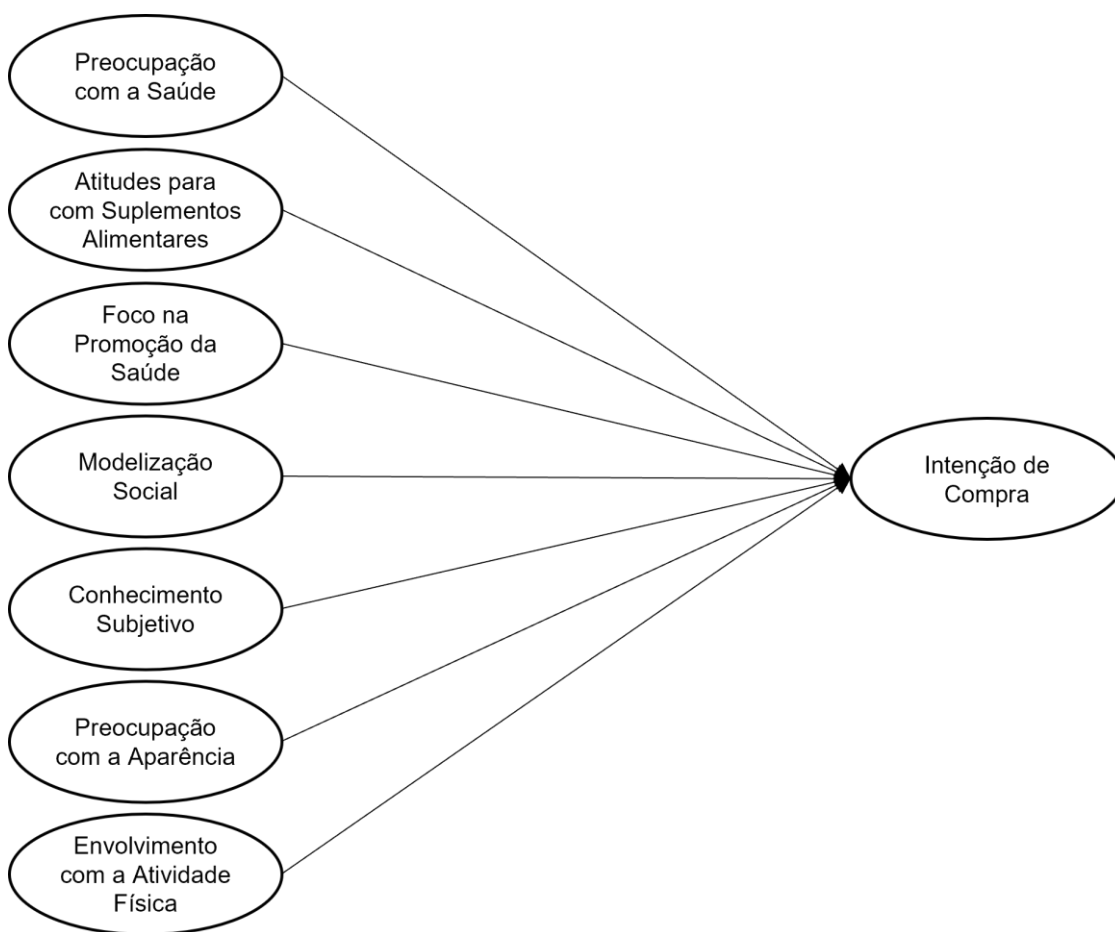 Preocupação
com a Saúde
Atitudes para
com Suplementos
Alimentares
Foco na
Promoção da
Saúde
Modelização
Social
Conhecimento
Subjetivo
Preocupação
com a Aparência
Envolvimento
com a Atividade
Física
Intenção de
Compra